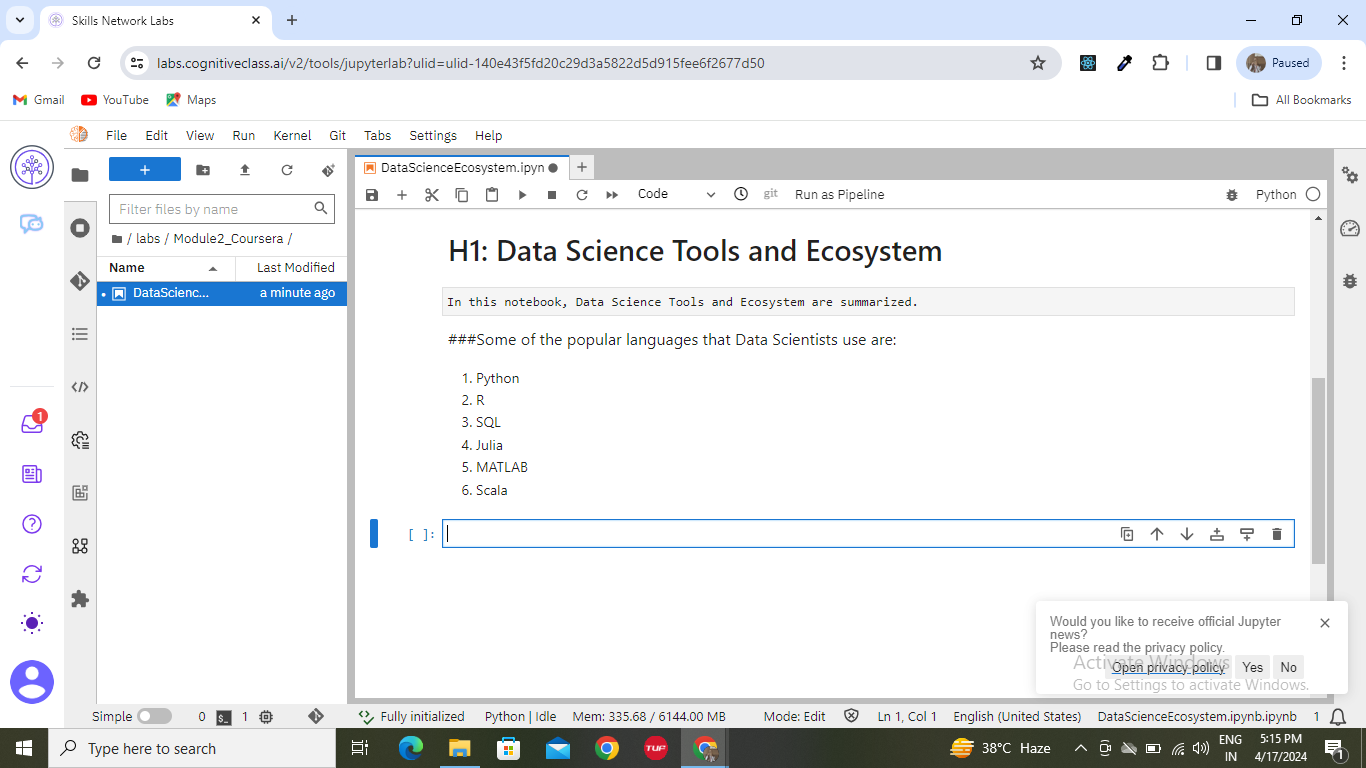 Skills Network Labs
labs.cognitiveclass.ai/v2/tools/jupyterlab?ulid=ulid-140e43f5fd20c29d3a5822d5d915fee6f2677d50
Paused
Gmail YouTube Maps All Bookmarks
File Edit View Run Kernel Git Tabs Settings Help
DataScienceEcosystem.ipyn
Filter files by name
Code git Run as Pipeline Python
/ labs / Module2_Coursera /
Name Last Modified
DataScienc... a minute ago
H1: Data Science Tools and Ecosystem
In this notebook, Data Science Tools and Ecosystem are summarized.
###Some of the popular languages that Data Scientists use are:
1. Python
2. R
3. SQL
4. Julia
5. MATLAB
6. Scala
[ ]:
1
Would you like to receive official Jupyter
news?
Please read the privacy policy.
Open privacy policy Yes No
Activate Windows
Go to Settings to activate Windows.
Simple 0 $_ 1 Fully initialized Python | Idle Mem: 335.68 / 6144.00 MB Mode: Edit Ln 1, Col 1 English (United States) DataScienceEcosystem.ipynb.ipynb 1
Type here to search
TUF
38°C Haze
ENG
IN
5:15 PM
4/17/2024
1